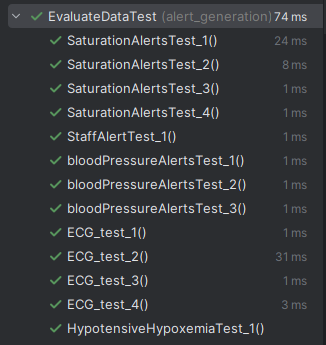 EvaluateDataTest (alert_generation) 74 ms
SaturationAlertsTest_1() 24 ms
SaturationAlertsTest_2() 8 ms
SaturationAlertsTest_3() 1 ms
SaturationAlertsTest_4() 1 ms
StaffAlertTest_1() 1 ms
bloodPressureAlertsTest_1() 1 ms
bloodPressureAlertsTest_2() 1 ms
bloodPressureAlertsTest_3() 1 ms
ECG_test_1() 1 ms
ECG_test_2() 31 ms
ECG_test_3() 1 ms
ECG_test_4() 3 ms
HypotensiveHypoxemiaTest_1()